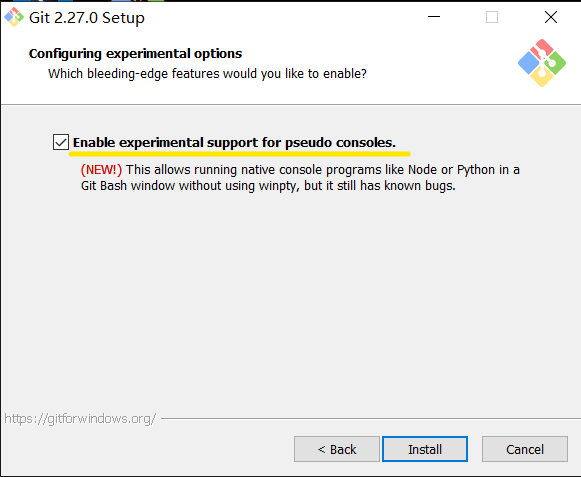 Git 2.27.0 Setup
Configuring experimental options
Which bleeding-edge features would you like to enable?
Enable experimental support for pseudo consoles.
(NEW!) This allows running native console programs like Node or Python in a
Git Bash window without using winpty, but it still has known bugs.
https://gitforwindows.org/
< Back
Install
Cancel